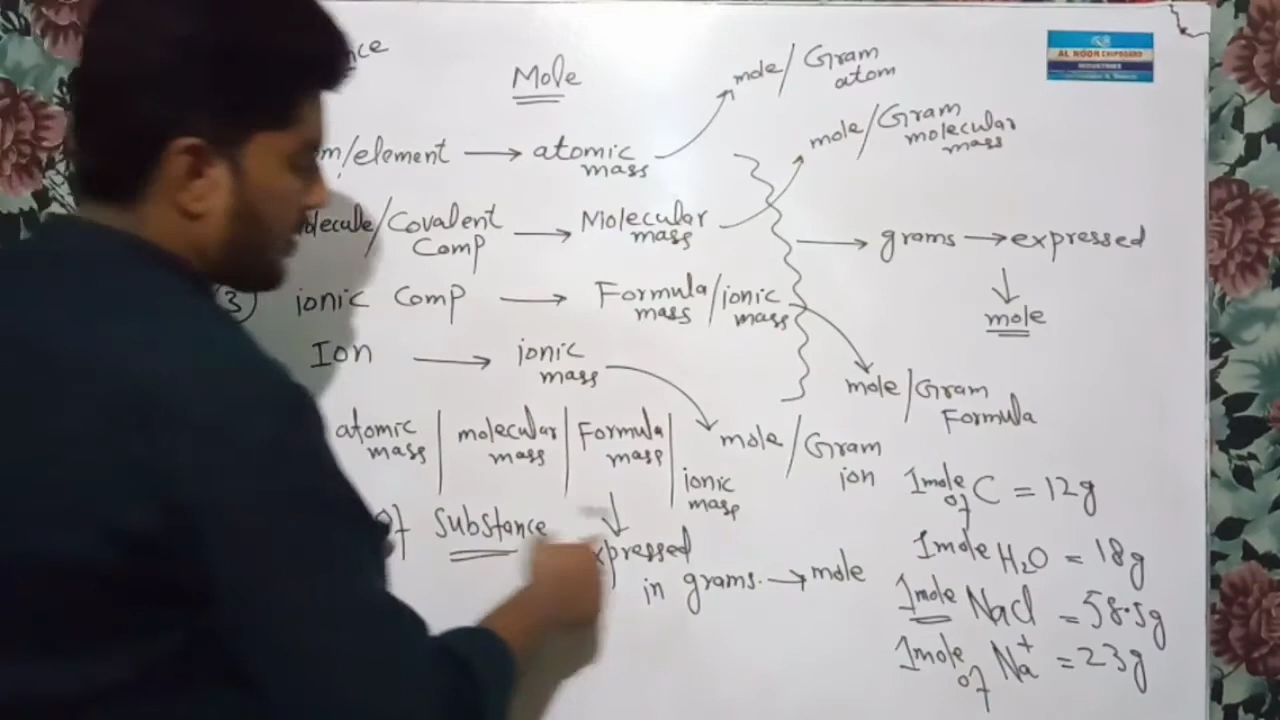 Mole
mole/Gram
atom
mole/Gram
molecular
mass
AL NOOR CHIPBOARD
INDUSTRIES
/element → atomic
mass
/Covalent
Comp → Molecular
mass
→ grams → expressed
↓
mole
3) ionic Comp → Formula/ionic
mass mass
Ion → ionic
mass
mole/Gram
Formula
mole/Gram
ion
atomic
mass | molecular
mass | Formula
mass | ionic
mass
of Substance
↓
in grams. → mole
1mole
of C = 12g
1mole H₂O = 18g
1mole NaCl = 58.5g
1mole
of Na⁺ = 23g